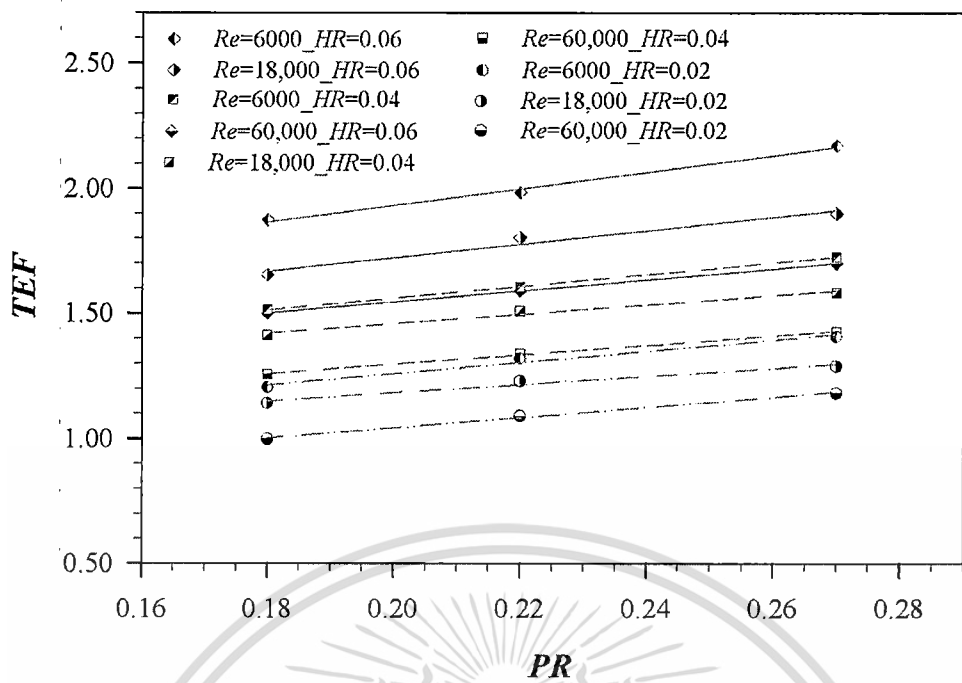 Re=6000_HR=0.06
Re=18,000_HR=0.06
Re=6000_HR=0.04
Re=60,000_HR=0.06
Re=18,000_HR=0.04
Re=60,000_HR=0.04
Re=6000_HR=0.02
Re=18,000_HR=0.02
Re=60,000_HR=0.02
2.50
2.00
1.50
1.00
0.50
TEF
0.16
0.18
0.20
0.22
0.24
0.26
0.28
PR